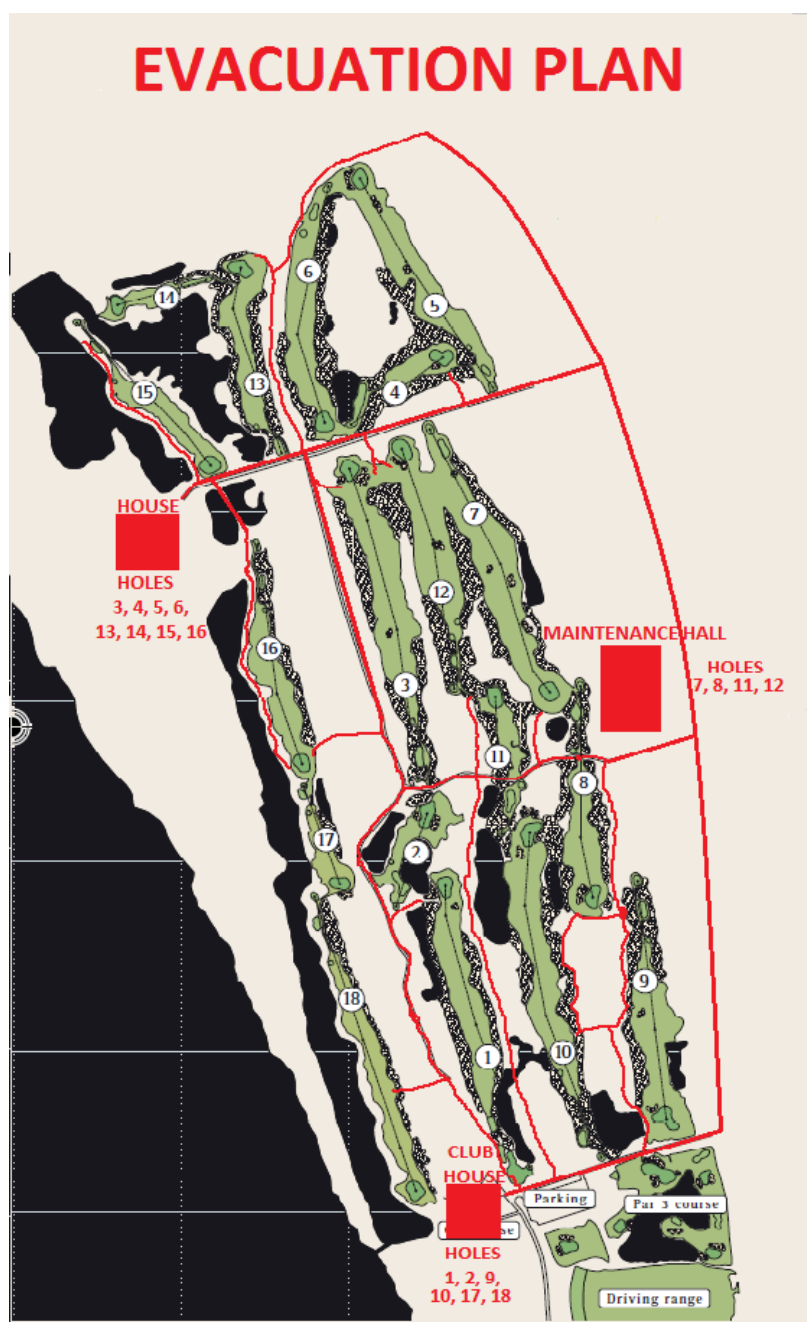 EVACUATION PLAN
6
14
5
13
4
15
HOUSE
7
HOLES
3, 4, 5, 6,
13, 14, 15, 16
12
16
MAINTENANCE HALL
HOLES
7, 8, 11, 12
3
11
8
17
2
9
18
10
1
CLUB
HOUSE
Parking
Par 3 course
HOLES
1, 2, 9,
10, 17, 18
Driving range